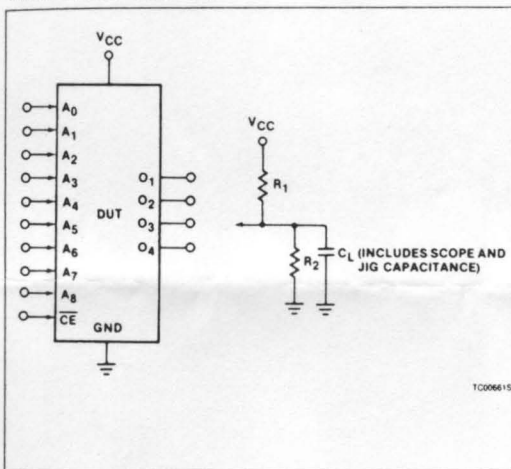 VCC
A0
A1
A2
A3
A4
A5
A6
A7
A8
CE
DUT
O1
O2
O3
O4
GND
VCC
R1
R2
CL (INCLUDES SCOPE AND
JIG CAPACITANCE)
TC00661S